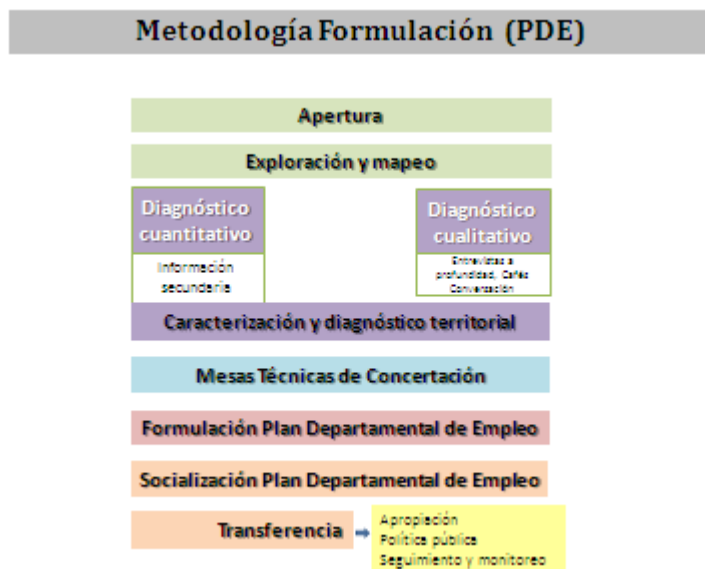 Metodología Formulación (PDE)
Apertura
Exploración y mapeo
Diagnóstico
cuantitativo
Información
secundaria
Diagnóstico
cualitativo
Entrevistas a
profundidad, Cafés
Conversación
Caracterización y diagnóstico territorial
Mesas Técnicas de Concertación
Formulación Plan Departamental de Empleo
Socialización Plan Departamental de Empleo
Transferencia
Apropiación
Política pública
Seguimiento y monitoreo